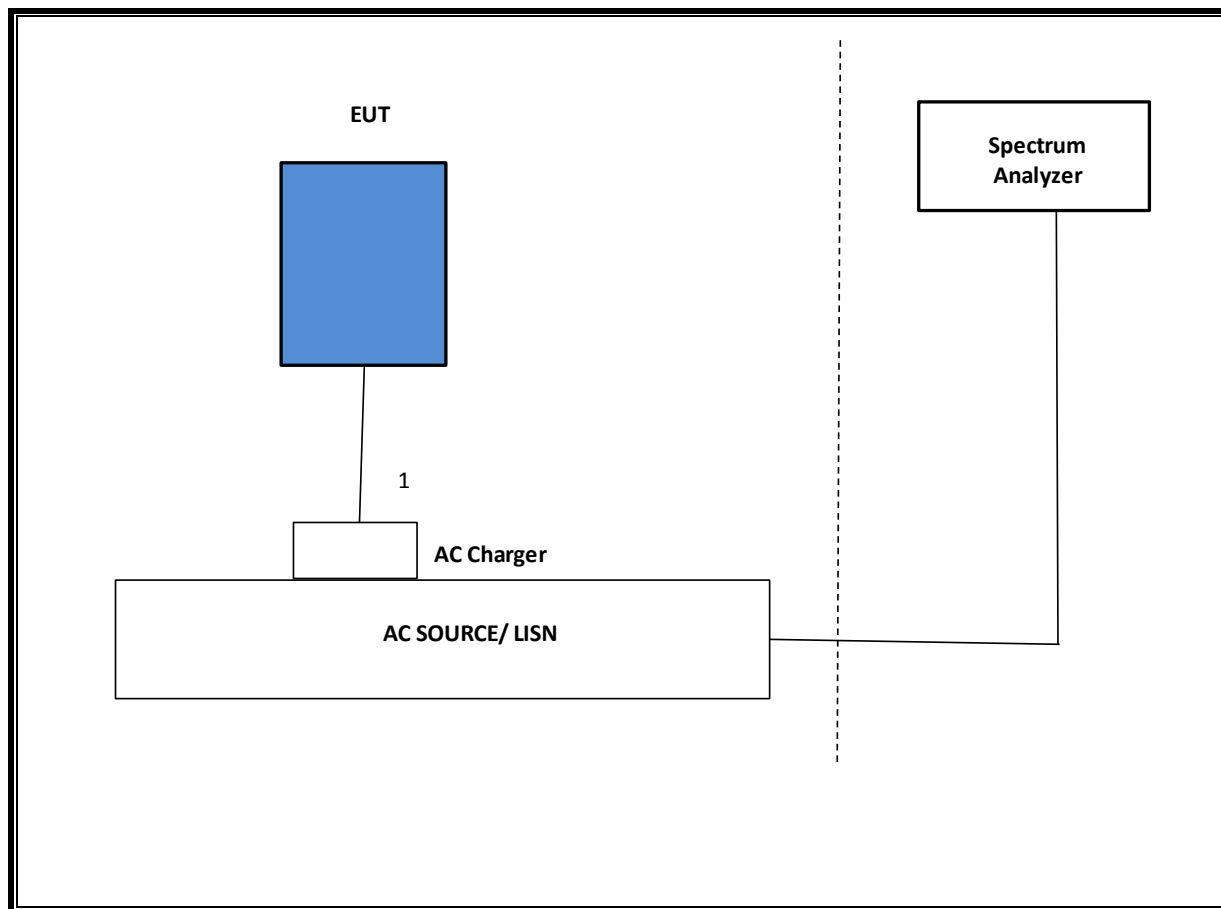 EUT
Spectrum
Analyzer
1
AC Charger
AC SOURCE/ LISN